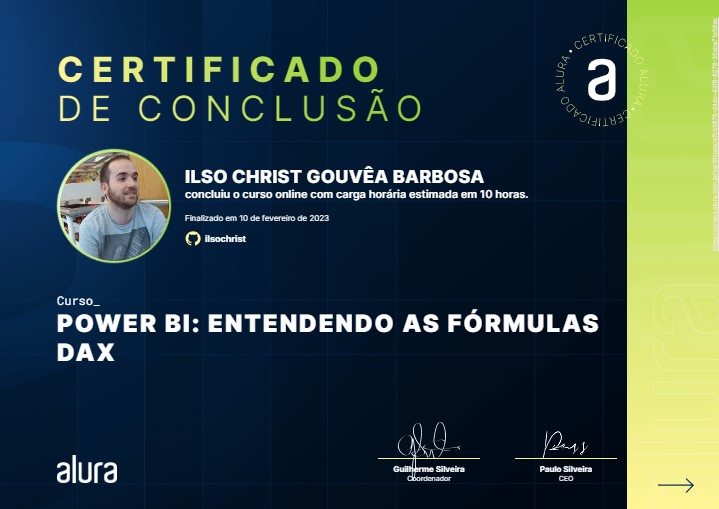 CERTIFICADO
DE CONCLUSÃO
CERTIFICADO ALURA • CERTIFICADO ALURA •
a
ILSO CHRIST GOUVÊA BARBOSA
concluiu o curso online com carga horária estimada em 10 horas.
Finalizado em 10 de fevereiro de 2023
ilsochrist
Curso_
POWER BI: ENTENDENDO AS FÓRMULAS
DAX
alura
Guilherme Silveira
Coordenador
Paulo Silveira
CEO